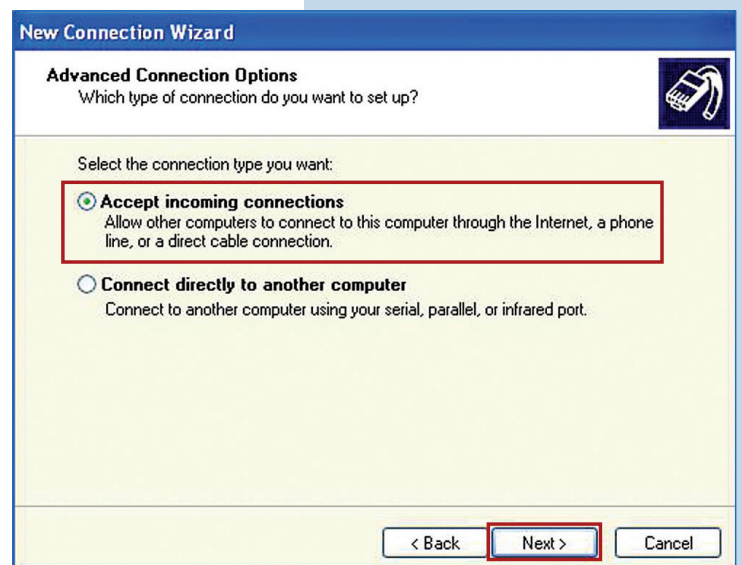 New Connection Wizard
Advanced Connection Options
Which type of connection do you want to set up?
Select the connection type you want:
Accept incoming connections
Allow other computers to connect to this computer through the Internet, a phone
line, or a direct cable connection.
Connect directly to another computer
Connect to another computer using your serial, parallel, or infrared port.
< Back Next > Cancel